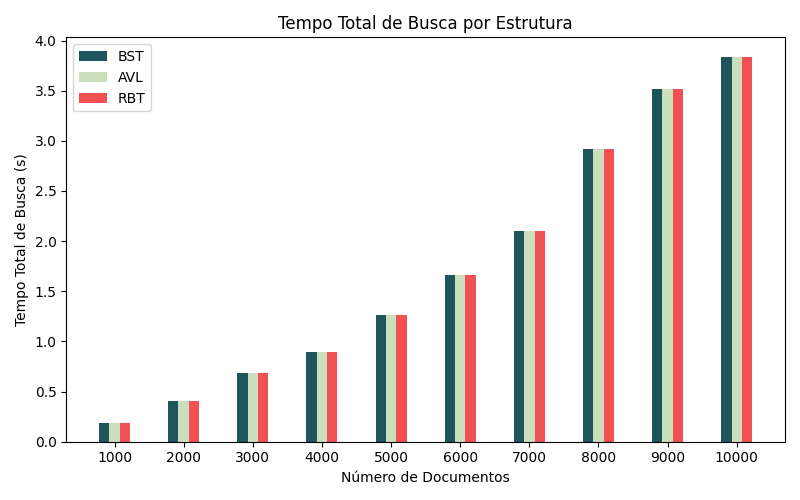 Tempo Total de Busca por Estrutura
BST
AVL
RBT
Tempo Total de Busca (s)
4.0
3.5
3.0
2.5
2.0
1.5
1.0
0.5
0.0
1000 2000 3000 4000 5000 6000 7000 8000 9000 10000
Número de Documentos